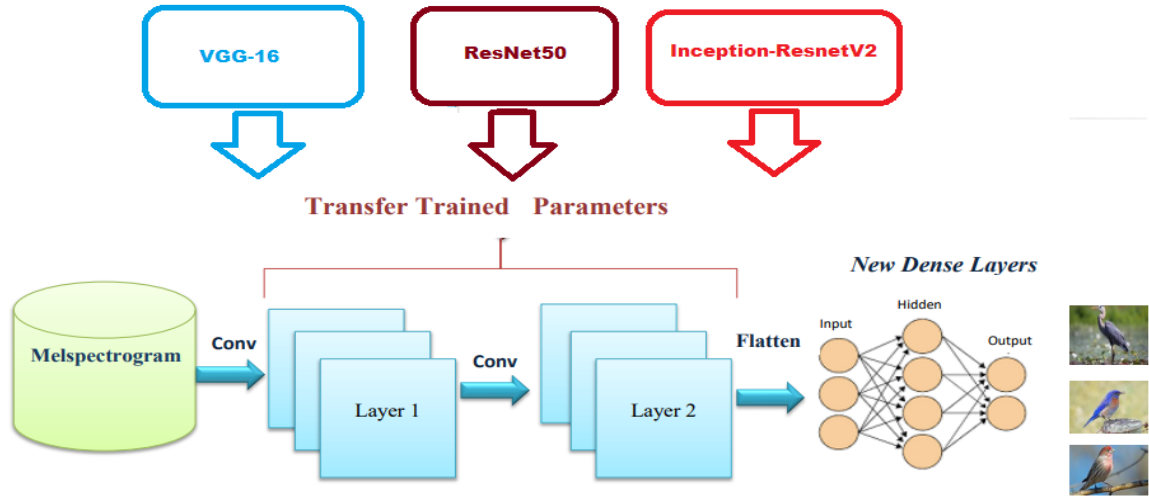 VGG-16
ResNet50
Inception-ResnetV2
Transfer Trained Parameters
New Dense Layers
Melspectrogram
Conv
Layer 1
Conv
Layer 2
Flatten
Input
Hidden
Output